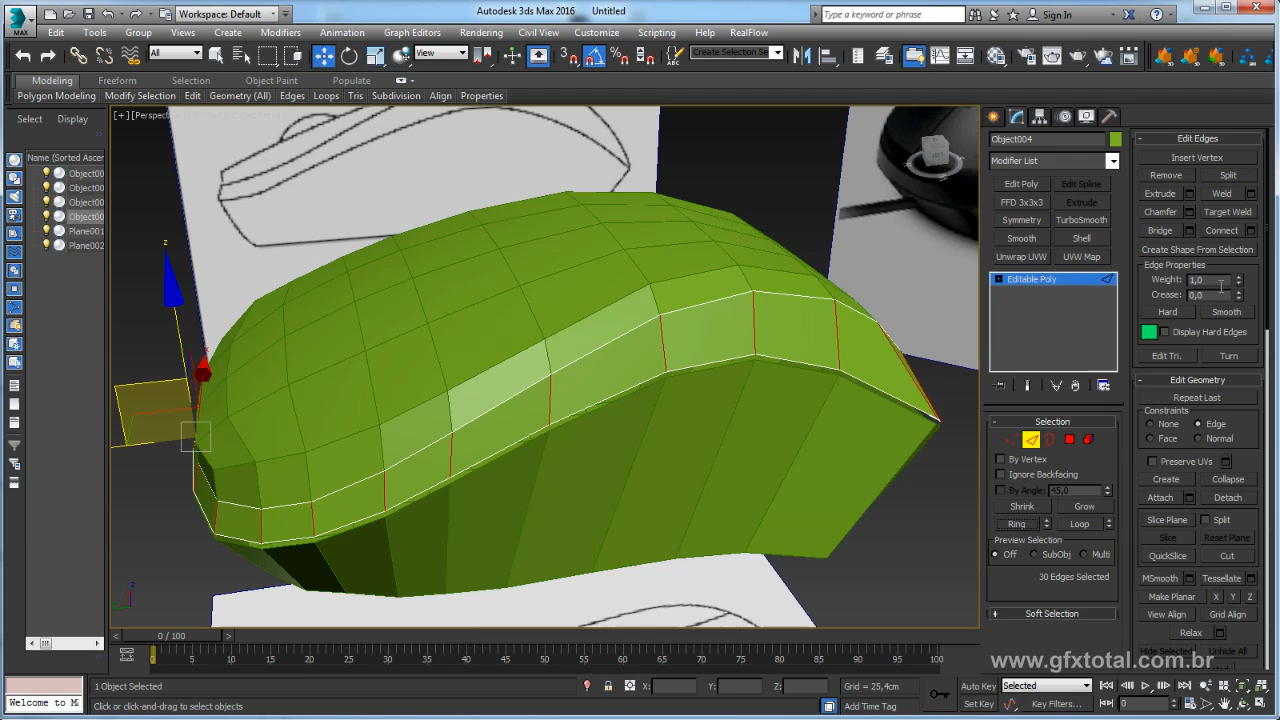 Workspace: Default
Autodesk 3ds Max 2016 Untitled
Type a keyword or phrase
Sign In
Edit Tools Group Views Create Modifiers Animation Graph Editors Rendering Civil View Customize Scripting Help RealFlow
All
View
Create Selection Se
Modeling Freeform Selection Object Paint Populate
Polygon Modeling Modify Selection Edit Geometry (All) Edges Loops Tris Subdivision Align Properties
Select Display
Name (Sorted Ascer
Object00
Object00
Object00
Object00
Plane001
Plane002
[+] [Perspect
z
Object004
Modifier List
Edit Poly Edit Spline
FFD 3x3x3 Extrude
Symmetry TurboSmooth
Smooth Shell
Unwrap UVW UVW Map
Editable Poly
Selection
By Vertex
Ignore Backfacing
By Angle: 45,0
Shrink Grow
Ring Loop
Preview Selection
Off SubObj Multi
30 Edges Selected
Soft Selection
Edit Edges
Insert Vertex
Remove Split
Extrude Weld
Chamfer Target Weld
Bridge Connect
Create Shape From Selection
Edge Properties
Weight: 1,0
Crease: 0,0
Hard Smooth
Display Hard Edges
Edit Tri. Turn
Edit Geometry
Repeat Last
Constraints
None Edge
Face Normal
Preserve UVs
Create Collapse
Attach Detach
Slice Plane Split
Slice Reset Plane
QuickSlice Cut
MSmooth Tessellate
Make Planar X Y Z
View Align Grid Align
Relax
Hide Selected Unhide All
www.gfxtotal.com.br
0 / 100
0 5 10 15 20 25 30 35 40 45 50 55 60 65 70 75 80 85 90 95 100
1 Object Selected
X: Y: Z: Grid = 25,4cm
Auto Key Selected
Welcome to M
Click or click-and-drag to select objects
Add Time Tag
Set Key Key Filters...
0